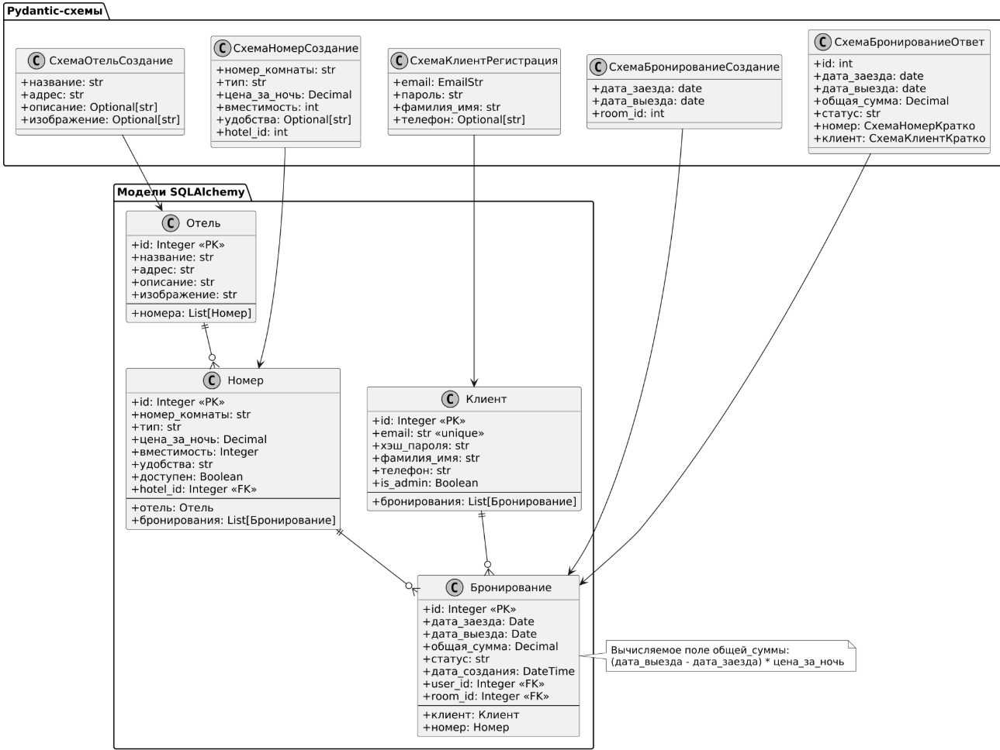 Pydantic-схемы
C СхемаОтельСоздание
+название: str
+адрес: str
+описание: Optional[str]
+изображение: Optional[str]
C СхемаНомерСоздание
+номер_комнаты: str
+тип: str
+цена_за_ночь: Decimal
+вместимость: int
+удобства: Optional[str]
+hotel_id: int
C СхемаКлиентРегистрация
+email: EmailStr
+пароль: str
+фамилия_имя: str
+телефон: Optional[str]
C СхемаБронированиеСоздание
+дата_заезда: date
+дата_выезда: date
+room_id: int
C СхемаБронированиеОтвет
+id: int
+дата_заезда: date
+дата_выезда: date
+общая_сумма: Decimal
+статус: str
+номер: СхемаНомерКратко
+клиент: СхемаКлиентКратко
Модели SQLAlchemy
C Отель
+id: Integer «PK»
+название: str
+адрес: str
+описание: str
+изображение: str
+номера: List[Номер]
C Номер
+id: Integer «PK»
+номер_комнаты: str
+тип: str
+цена_за_ночь: Decimal
+вместимость: Integer
+удобства: str
+доступен: Boolean
+hotel_id: Integer «FK»
+отель: Отель
+бронирования: List[Бронирование]
C Клиент
+id: Integer «PK»
+email: str «unique»
+хэш_пароля: str
+фамилия_имя: str
+телефон: str
+is_admin: Boolean
+бронирования: List[Бронирование]
C Бронирование
+id: Integer «PK»
+дата_заезда: Date
+дата_выезда: Date
+общая_сумма: Decimal
+статус: str
+дата_создания: DateTime
+user_id: Integer «FK»
+room_id: Integer «FK»
+клиент: Клиент
+номер: Номер
Вычисляемое поле общей_суммы:
(дата_выезда - дата_заезда) * цена_за_ночь